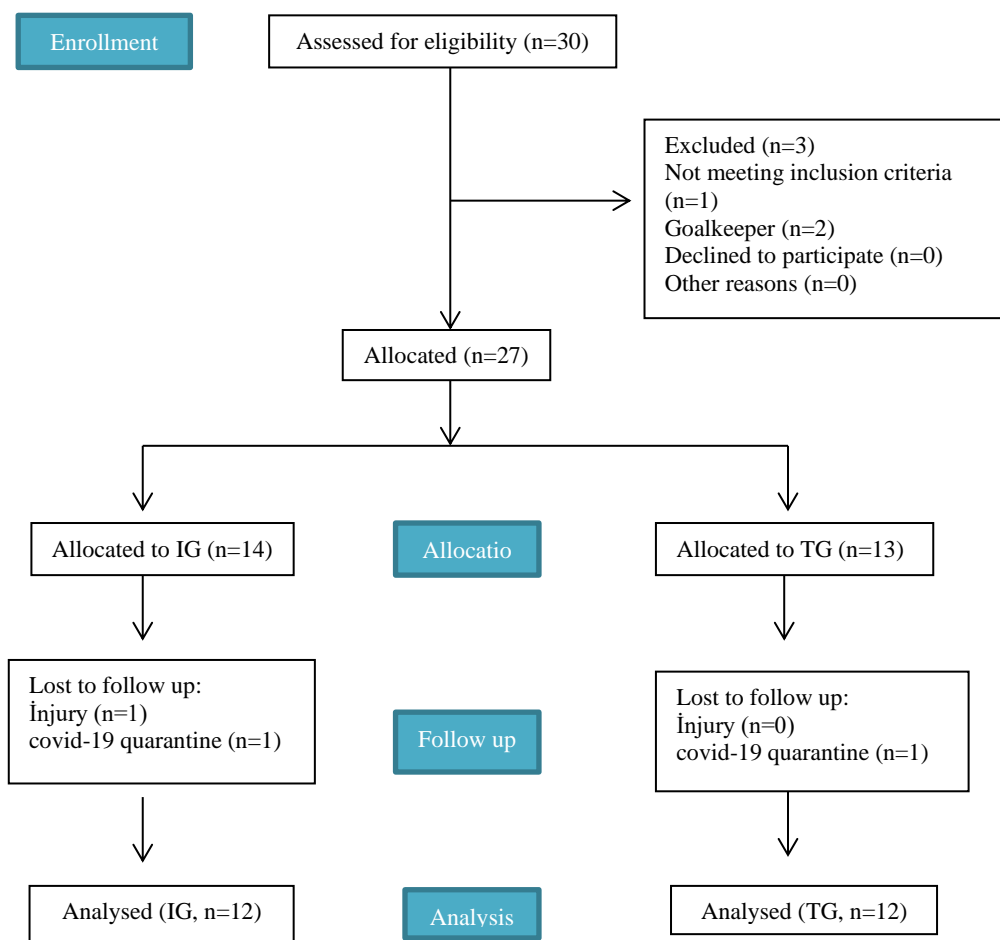 Enrollment
Assessed for eligibility (n=30)
Excluded (n=3)
Not meeting inclusion criteria
(n=1)
Goalkeeper (n=2)
Declined to participate (n=0)
Other reasons (n=0)
Allocated (n=27)
Allocated to IG (n=14)
Allocatio
Allocated to TG (n=13)
Lost to follow up:
İnjury (n=1)
covid-19 quarantine (n=1)
Follow up
Lost to follow up:
İnjury (n=0)
covid-19 quarantine (n=1)
Analysed (IG, n=12)
Analysis
Analysed (TG, n=12)